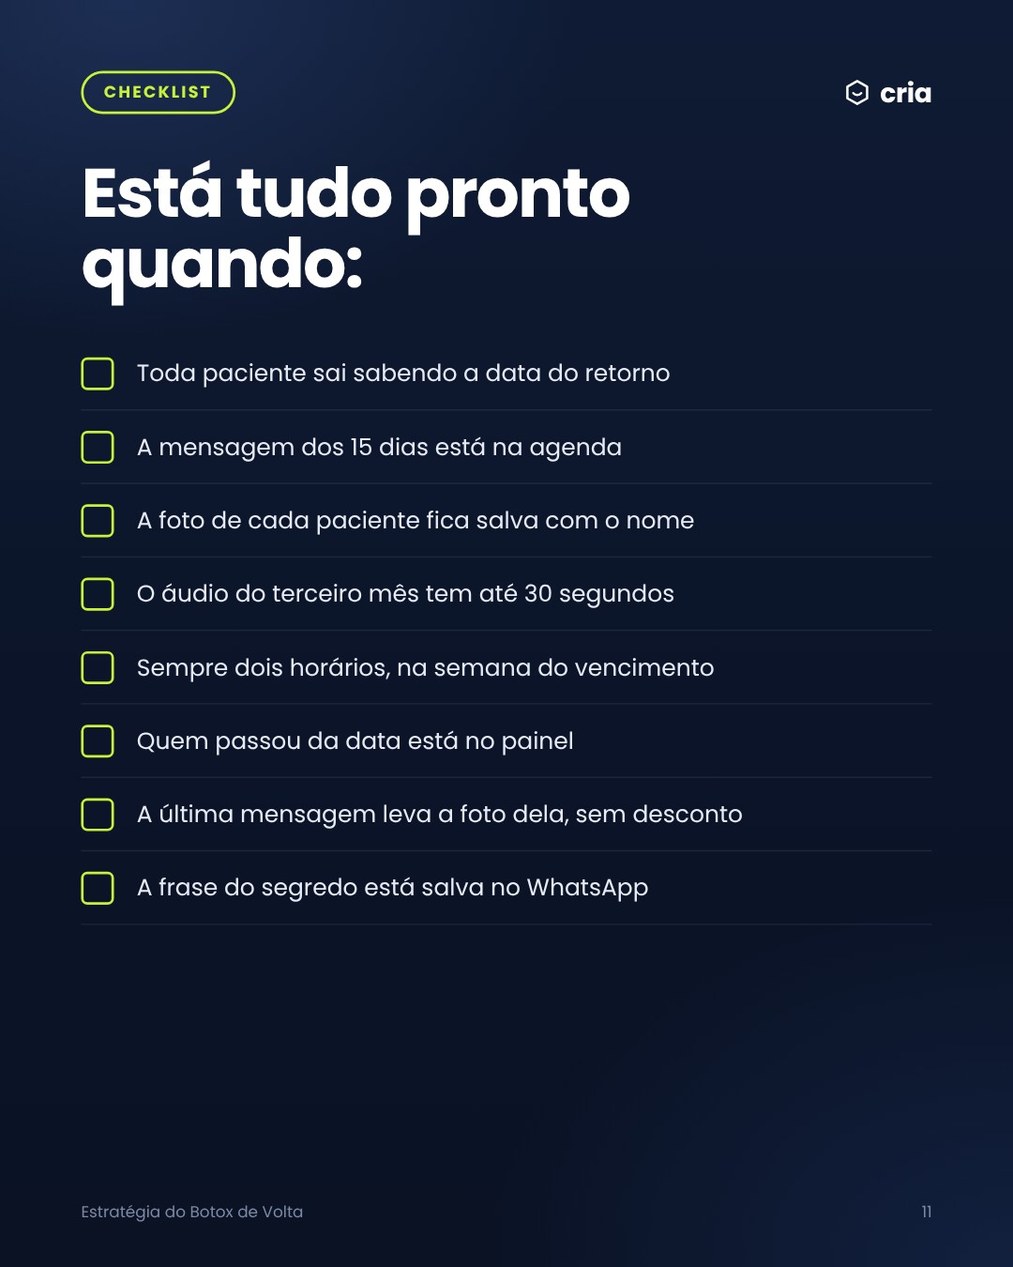 CHECKLIST
cria
Está tudo pronto
quando:
Toda paciente sai sabendo a data do retorno
A mensagem dos 15 dias está na agenda
A foto de cada paciente fica salva com o nome
O áudio do terceiro mês tem até 30 segundos
Sempre dois horários, na semana do vencimento
Quem passou da data está no painel
A última mensagem leva a foto dela, sem desconto
A frase do segredo está salva no WhatsApp
Estratégia do Botox de Volta
11